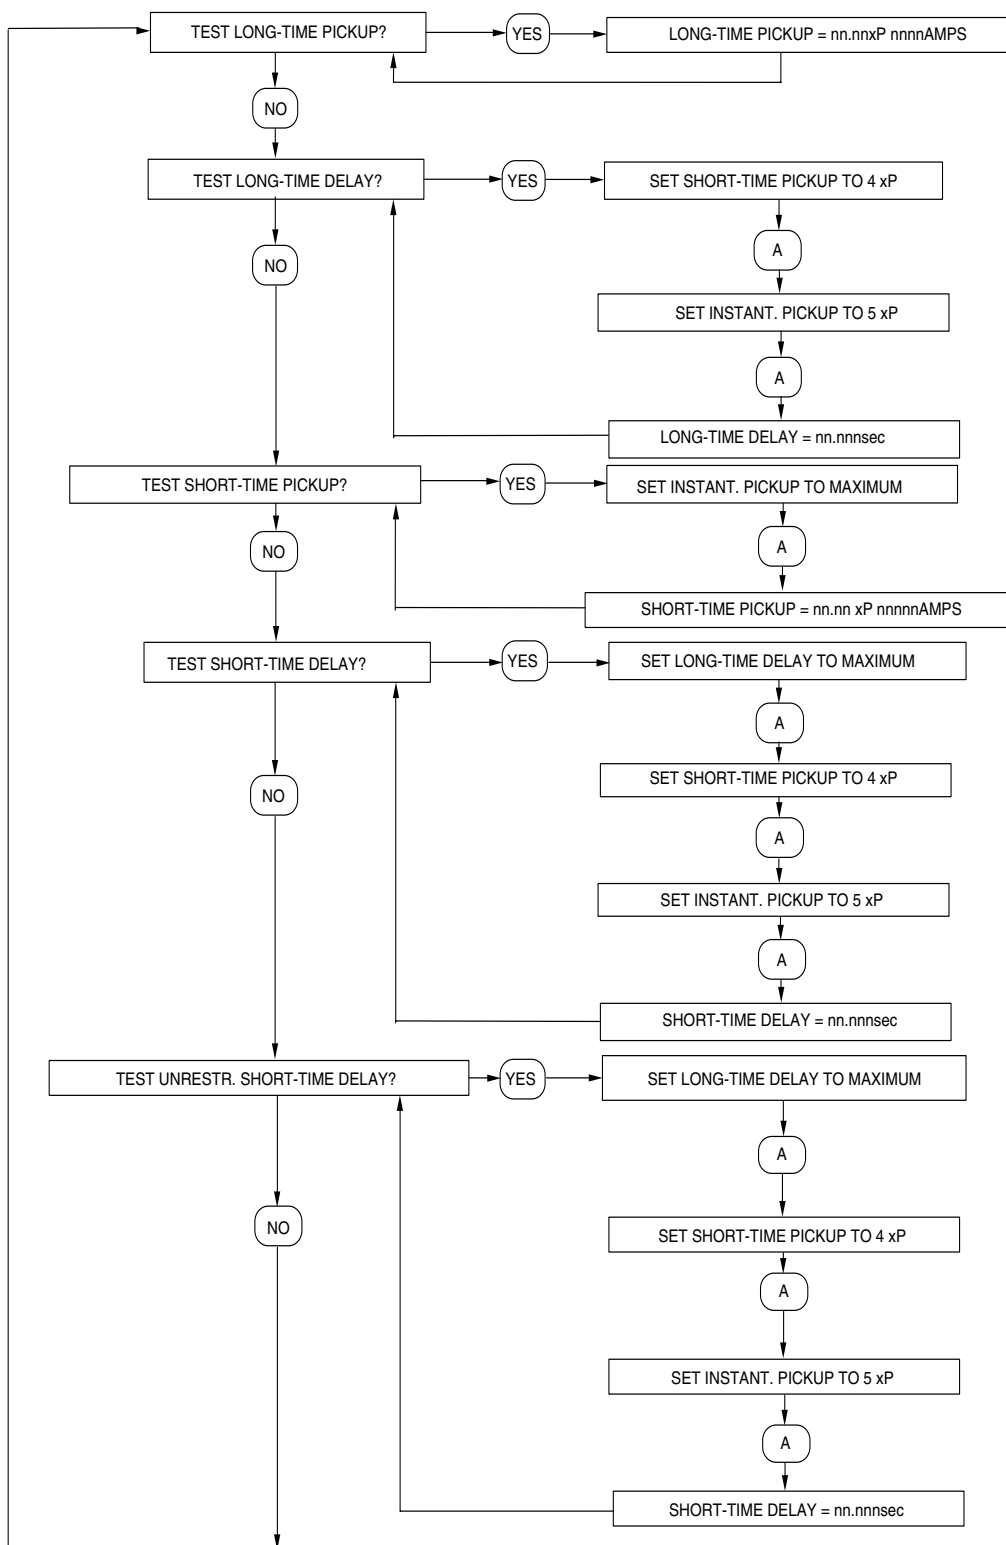 TEST LONG-TIME PICKUP?
YES
LONG-TIME PICKUP = nn.nnxP nnnnAMPS
NO
TEST LONG-TIME DELAY?
YES
SET SHORT-TIME PICKUP TO 4 xP
A
NO
SET INSTANT. PICKUP TO 5 xP
A
LONG-TIME DELAY = nn.nnnsec
TEST SHORT-TIME PICKUP?
YES
SET INSTANT. PICKUP TO MAXIMUM
A
NO
SHORT-TIME PICKUP = nn.nn xP nnnnnAMPS
TEST SHORT-TIME DELAY?
YES
SET LONG-TIME DELAY TO MAXIMUM
A
SET SHORT-TIME PICKUP TO 4 xP
NO
A
SET INSTANT. PICKUP TO 5 xP
A
SHORT-TIME DELAY = nn.nnnsec
TEST UNRESTR. SHORT-TIME DELAY?
YES
SET LONG-TIME DELAY TO MAXIMUM
A
NO
SET SHORT-TIME PICKUP TO 4 xP
A
SET INSTANT. PICKUP TO 5 xP
A
SHORT-TIME DELAY = nn.nnnsec